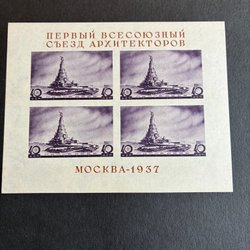 ПЕРВЫЙ ВСЕСОЮЗНЫЙ
СЪЕЗД АРХИТЕКТОРОВ
МОСКВА-1937